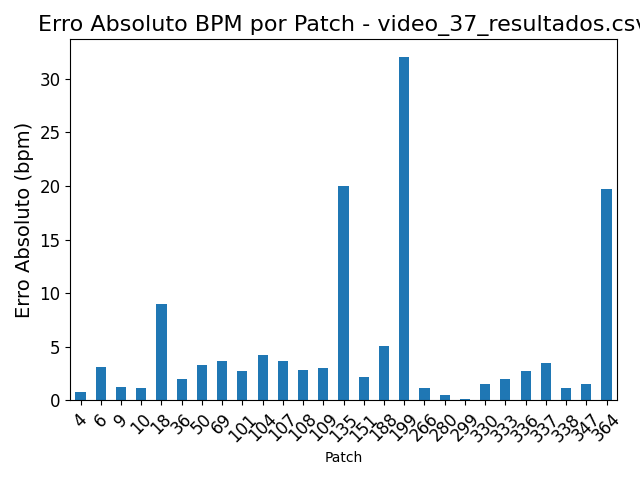 Erro Absoluto BPM por Patch - video_37_resultados.csv
Erro Absoluto (bpm)
30
25
20
15
10
5
0
4 6 9 10 18 36 50 69 101 104 107 108 109 135 151 188 199 266 280 299 330 333 336 337 338 347 364
Patch